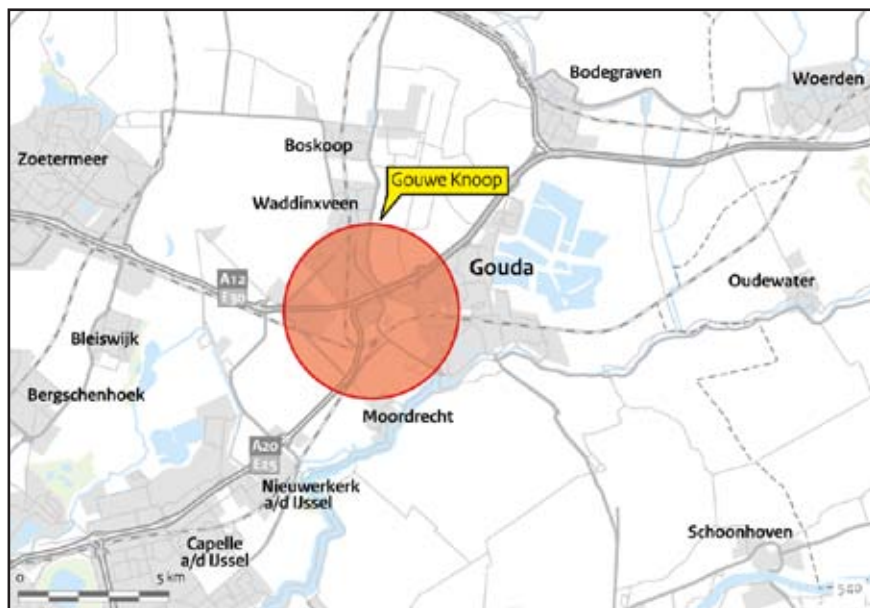 Bodegraven
Woerden
Boskoop
Zoetermeer
Gouwe Knoop
Waddinxveen
Gouda
A12
E30
Oudewater
Bleiswijk
Bergschenhoek
Moordrecht
A20
E25
Nieuwerkerk
a/d IJssel
Schoonhoven
Capelle
a/d IJssel
0
5 km
540